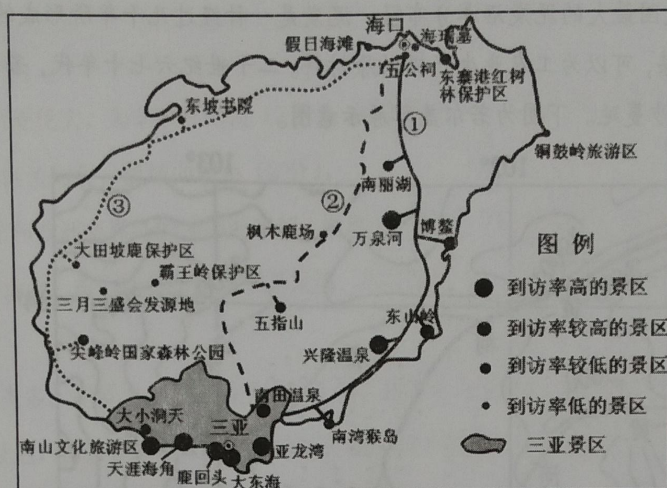 海口
假日海滩
海瑞墓
五公祠
东寨港红树
林保护区
东坡书院
①
铜鼓岭旅游区
南丽湖
②
③
枫木鹿场
万泉河
博鳌
大田坡鹿保护区
霸王岭保护区
三月三盛会发源地
五指山
东山岭
尖峰岭国家森林公园
兴隆温泉
南田温泉
大小洞天
三亚
南湾猴岛
南山文化旅游区
亚龙湾
天涯海角
鹿回头
大东海
图例
到访率高的景区
到访率较高的景区
到访率较低的景区
到访率低的景区
三亚景区